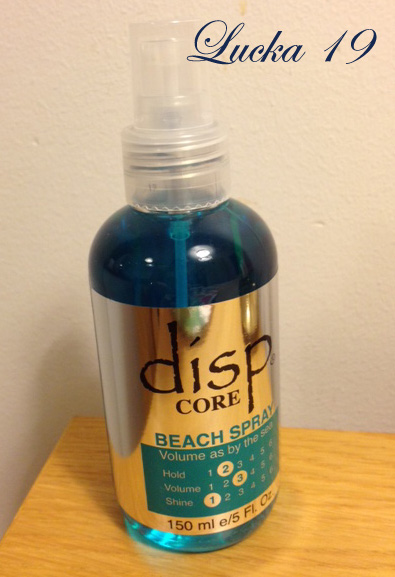 Lucka 19
disp®
CORE
BEACH SPRAY
Volume as by the sea
Hold 1 2 3 4 5 6
Volume 1 2 3 4 5 6
Shine 1 2 3 4 5 6
150 ml e/5 Fl. Oz